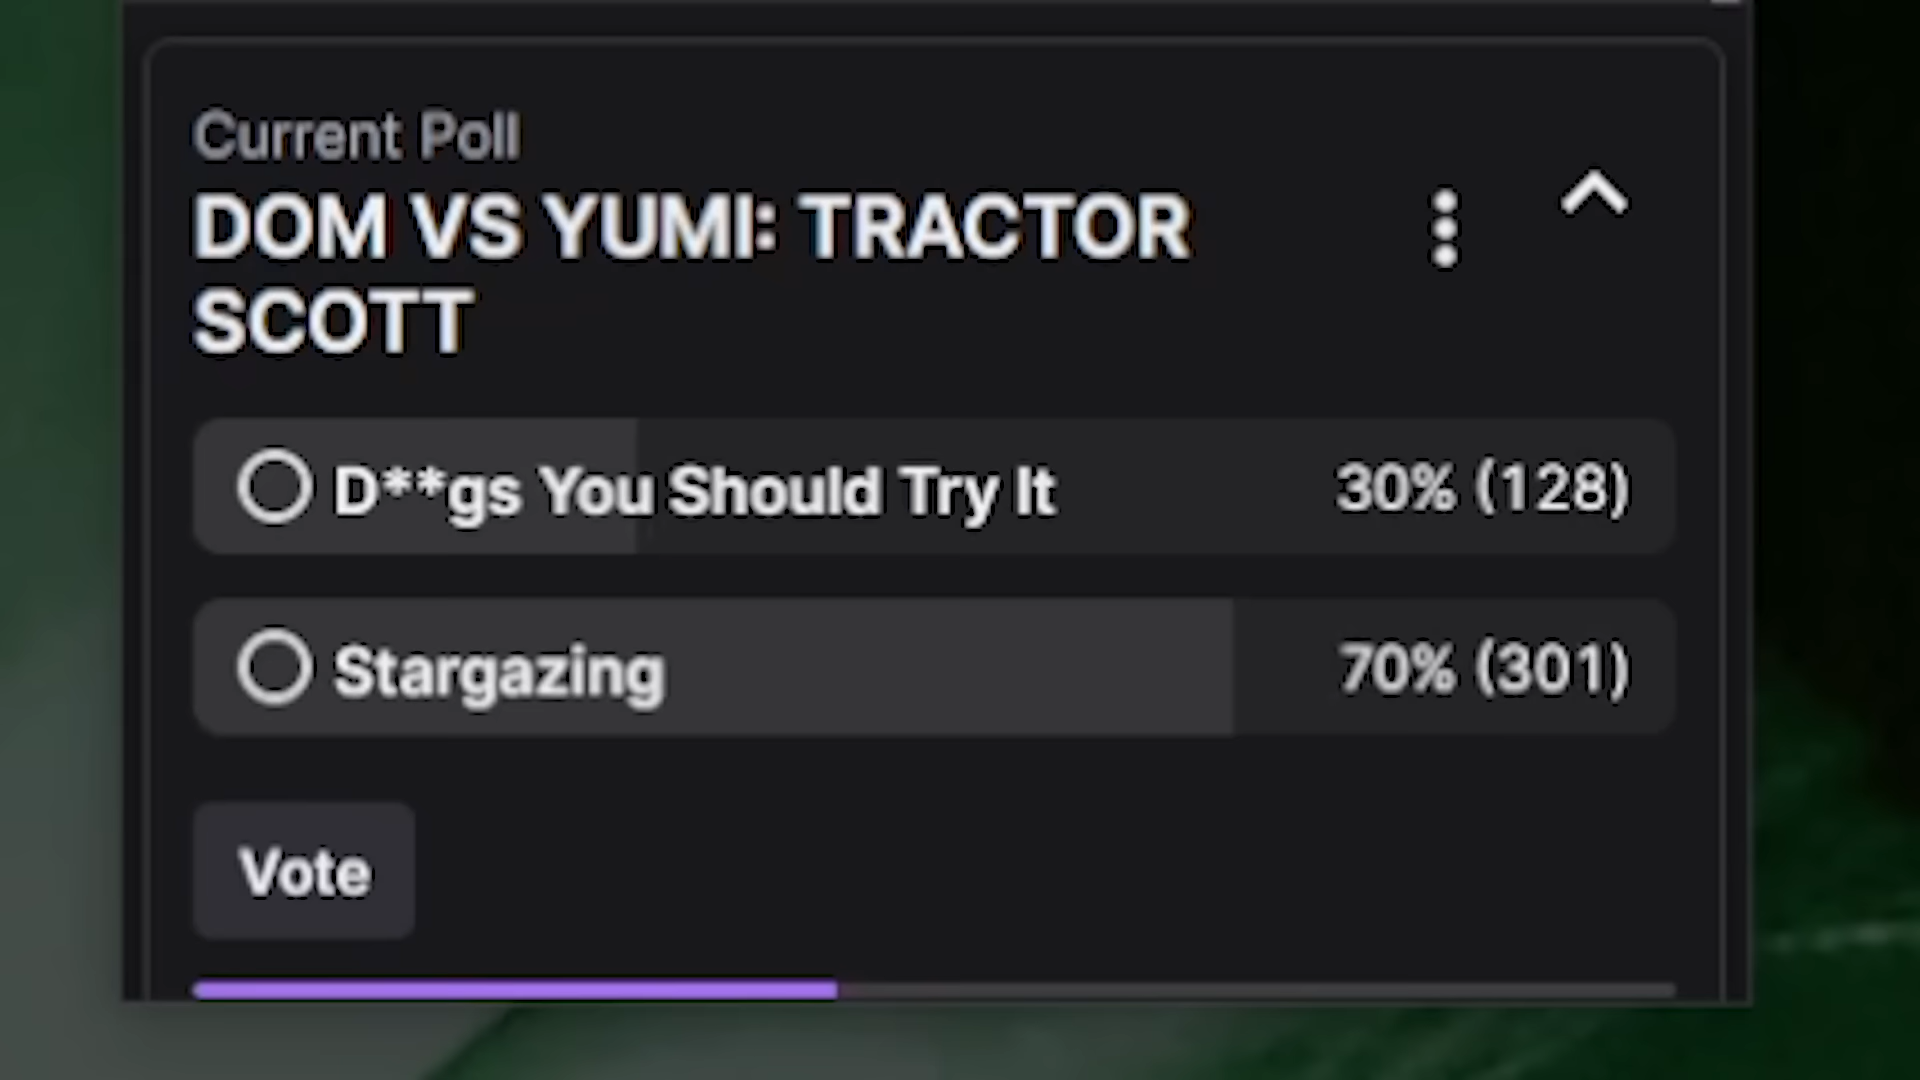 Current Poll
DOM VS YUMI: TRACTOR
SCOTT
D**gs You Should Try It 30% (128)
Stargazing 70% (301)
Vote